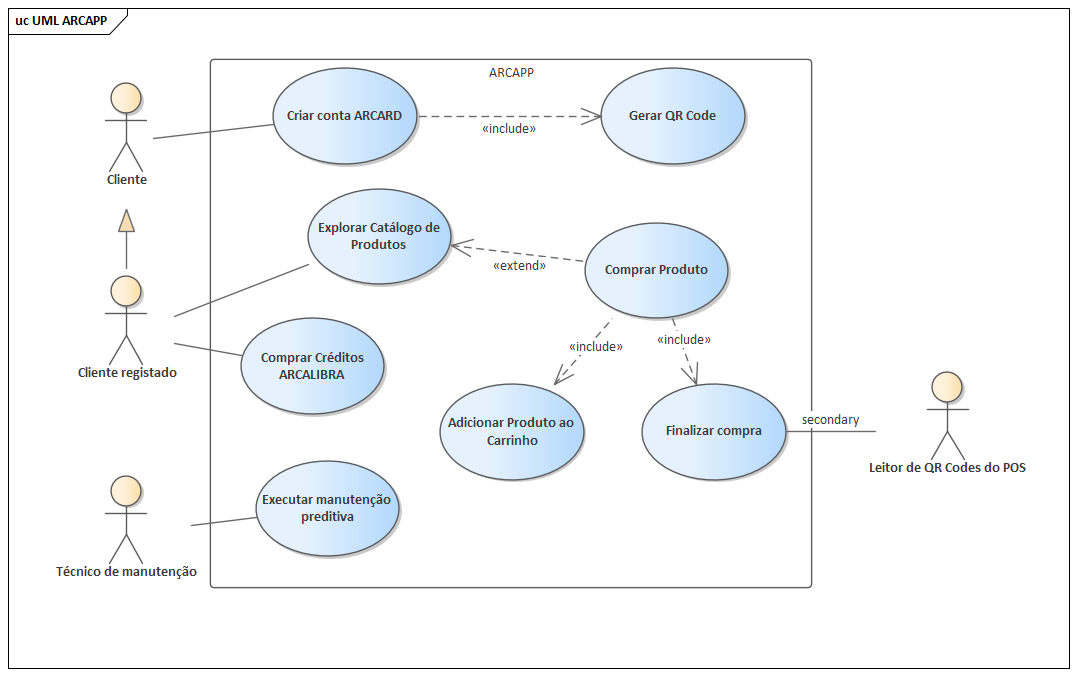 uc UML ARCAPP
ARCAPP
Criar conta ARCARD
«include»
Gerar QR Code
Cliente
Explorar Catálogo de
Produtos
«extend»
Comprar Produto
Cliente registado
Comprar Créditos
ARCALIBRA
«include»
«include»
Adicionar Produto ao
Carrinho
Finalizar compra
secondary
Leitor de QR Codes do POS
Executar manutenção
preditiva
Técnico de manutenção